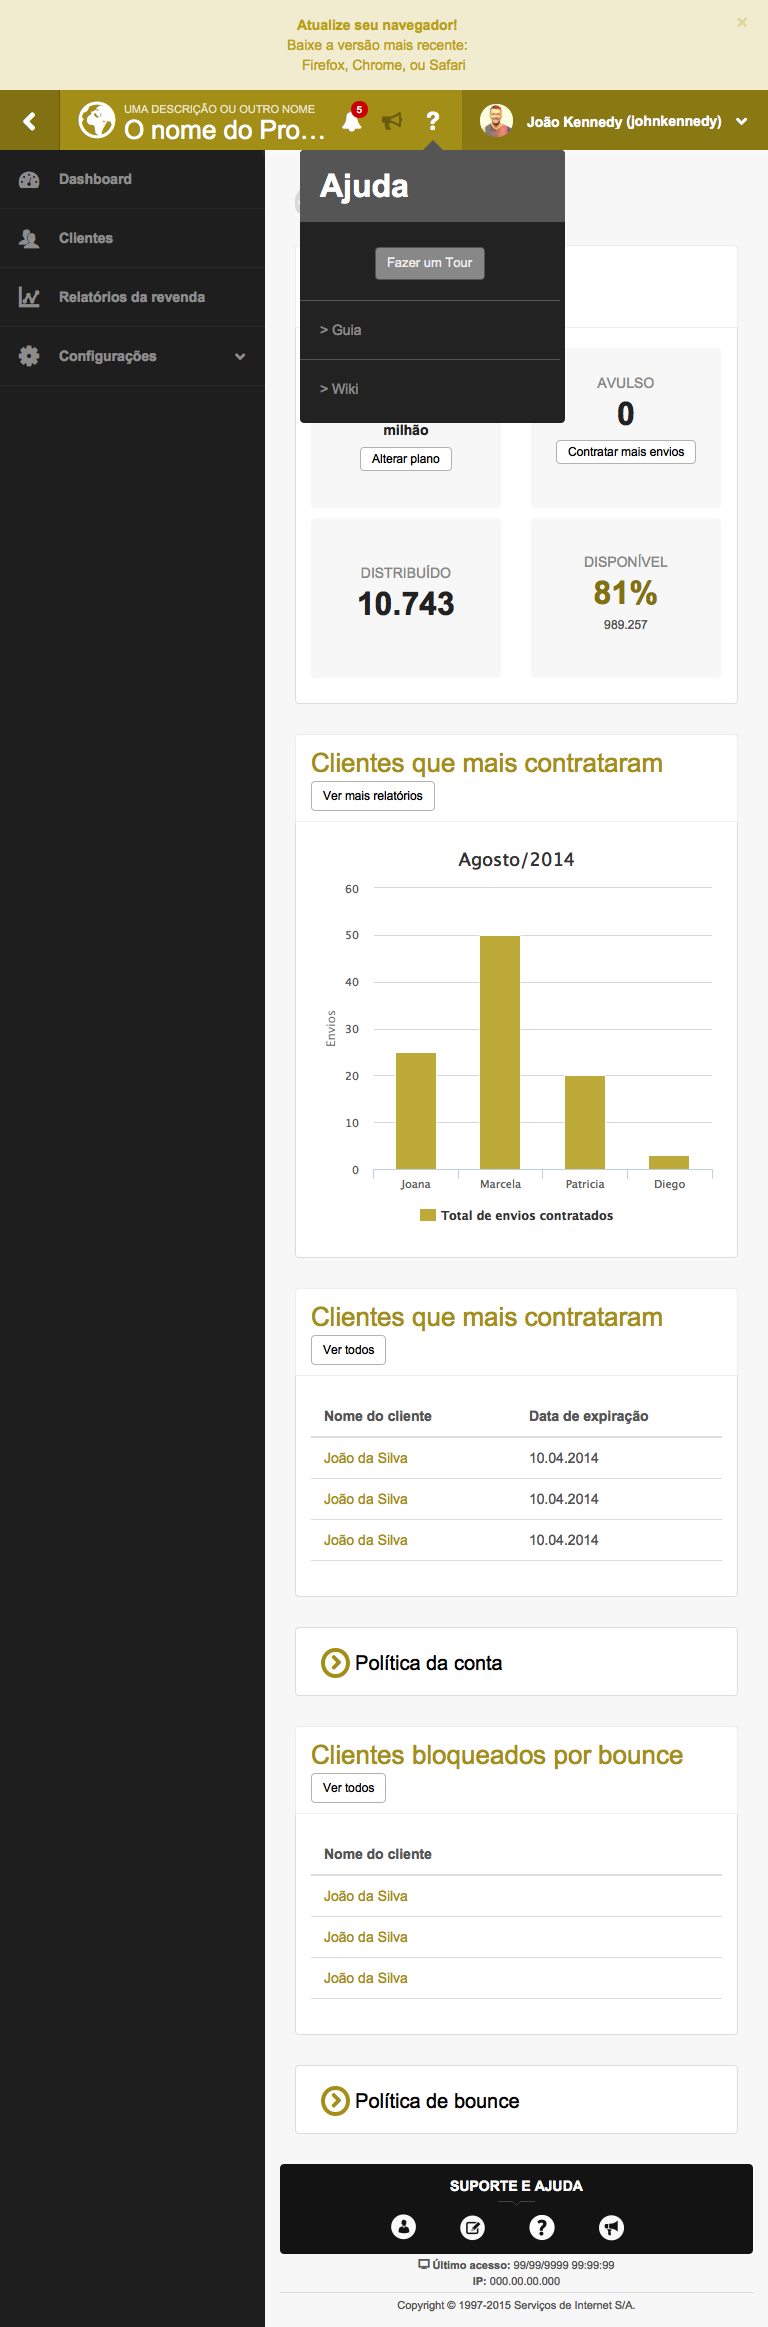 Atualize seu navegador!
×
Baixe a versão mais recente:
Firefox, Chrome, ou Safari
UMA DESCRIÇÃO OU OUTRO NOME
O nome do Pro...
5
?
João Kennedy (johnkennedy)
Dashboard
Clientes
Relatórios da revenda
Configurações
Ajuda
Fazer um Tour
> Guia
> Wiki
milhão
Alterar plano
AVULSO
0
Contratar mais envios
DISTRIBUÍDO
10.743
DISPONÍVEL
81%
989.257
Clientes que mais contrataram
Ver mais relatórios
Agosto/2014
60
50
40
30
20
10
0
Envios
Joana Marcela Patricia Diego
Total de envios contratados
Clientes que mais contrataram
Ver todos
Nome do cliente Data de expiração
João da Silva 10.04.2014
João da Silva 10.04.2014
João da Silva 10.04.2014
Política da conta
Clientes bloqueados por bounce
Ver todos
Nome do cliente
João da Silva
João da Silva
João da Silva
Política de bounce
SUPORTE E AJUDA
?
Último acesso: 99/99/9999 99:99:99
IP: 000.00.00.000
Copyright © 1997-2015 Serviços de Internet S/A.